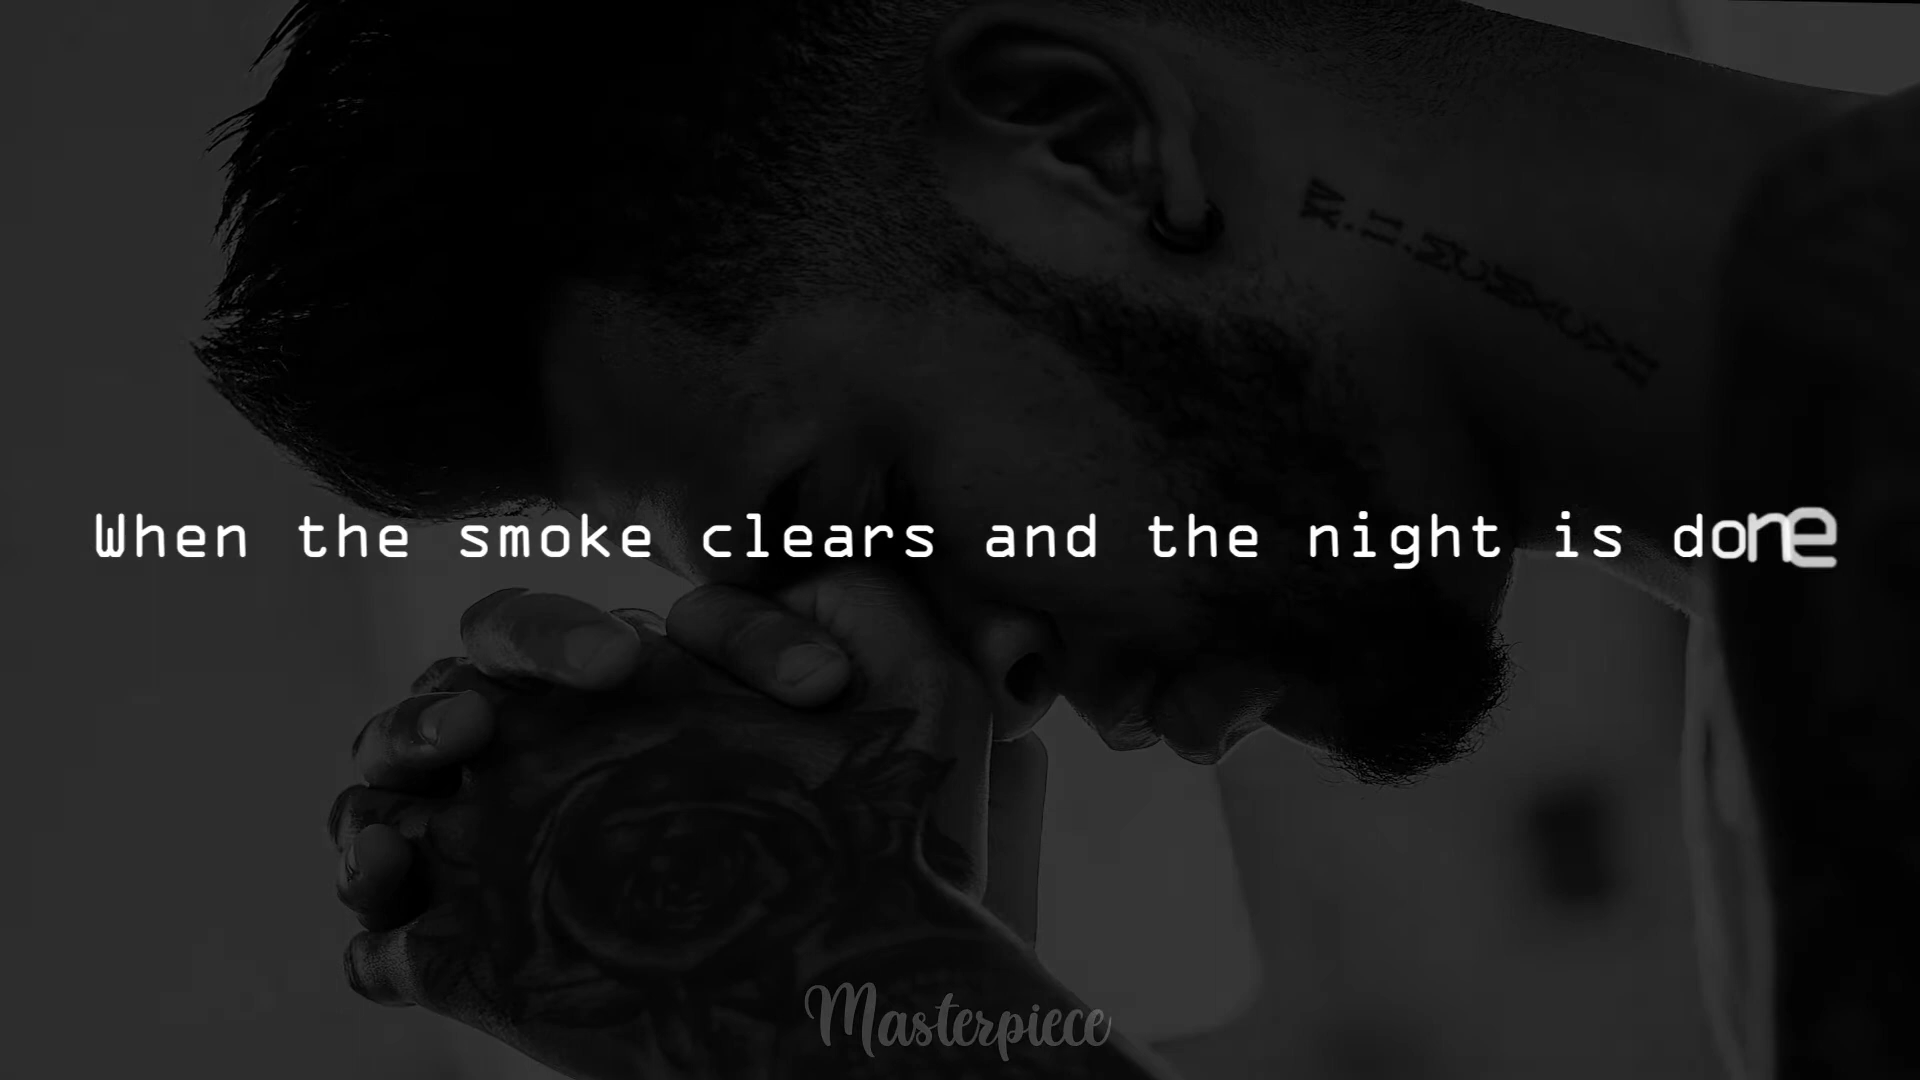 When the smoke clears and the night is done
Masterpiece